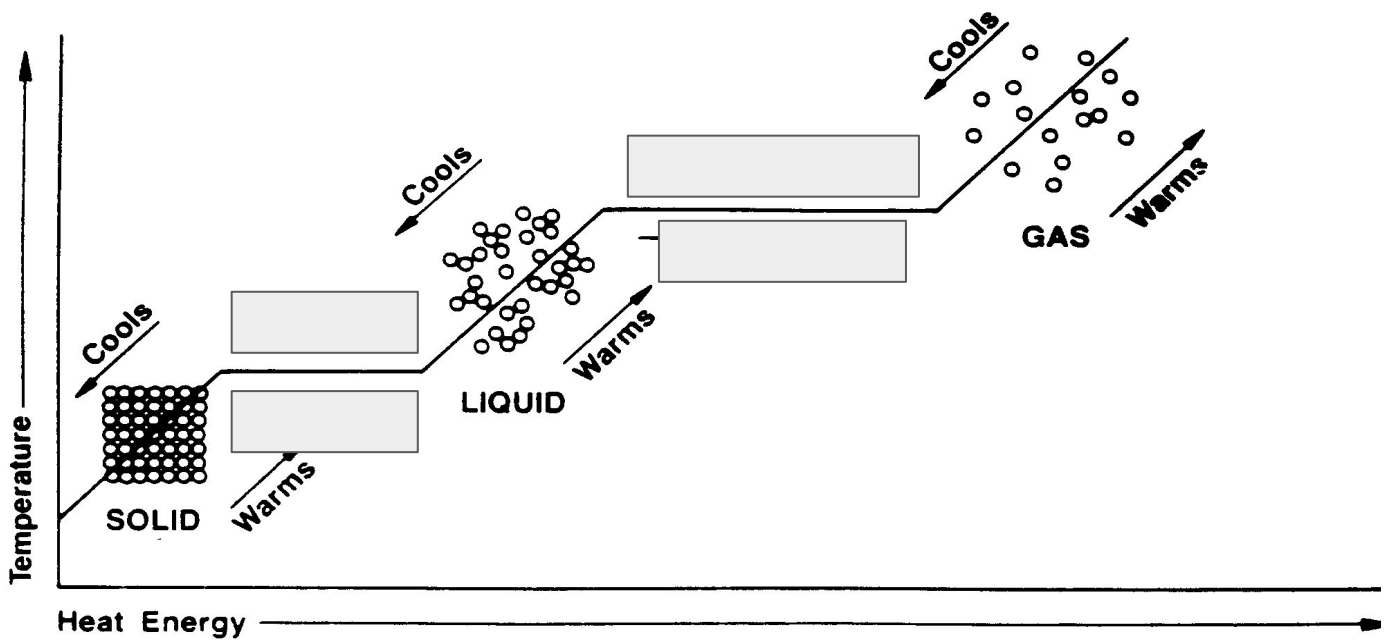 Cools
Warms
GAS
Cools
Warms
LIQUID
Cools
Warms
SOLID
Temperature
Heat Energy